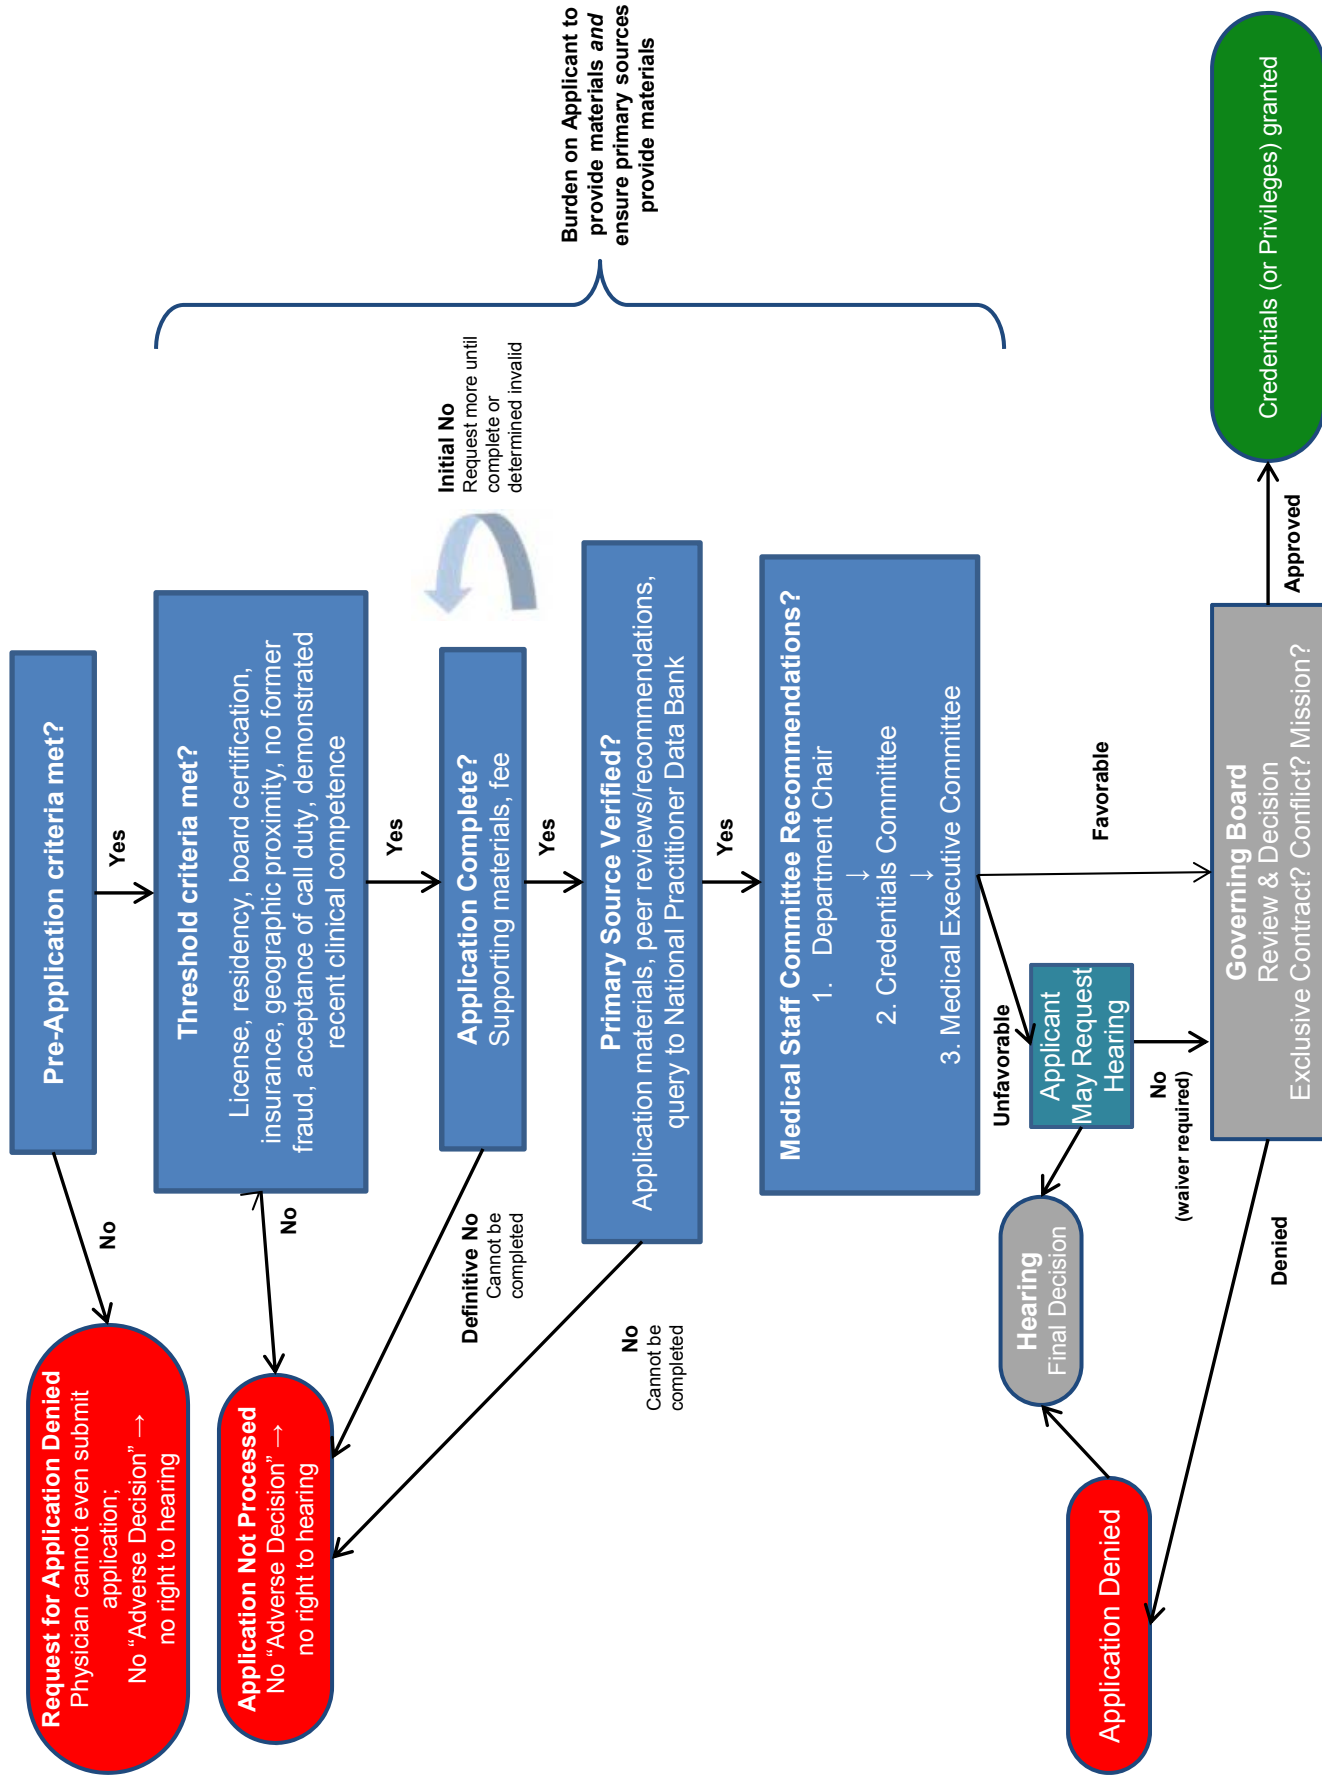 Pre-Application criteria met?
No
Yes
Request for Application Denied
Physician cannot even submit
application;
No “Adverse Decision” →
no right to hearing
Threshold criteria met?
License, residency, board certification,
insurance, geographic proximity, no former
fraud, acceptance of call duty, demonstrated
recent clinical competence
No
Yes
Application Not Processed
No “Adverse Decision” →
no right to hearing
Application Complete?
Supporting materials, fee
Initial No
Request more until
complete or
determined invalid
Definitive No
Cannot be
completed
Yes
Primary Source Verified?
Application materials, peer reviews/recommendations,
query to National Practitioner Data Bank
No
Cannot be
completed
Yes
Burden on Applicant to
provide materials and
ensure primary sources
provide materials
Medical Staff Committee Recommendations?
1. Department Chair
↓
2. Credentials Committee
↓
3. Medical Executive Committee
Unfavorable
Favorable
Applicant
May Request
Hearing
Hearing
Final Decision
No
(waiver required)
Application Denied
Governing Board
Review & Decision
Exclusive Contract? Conflict? Mission?
Denied
Approved
Credentials (or Privileges) granted